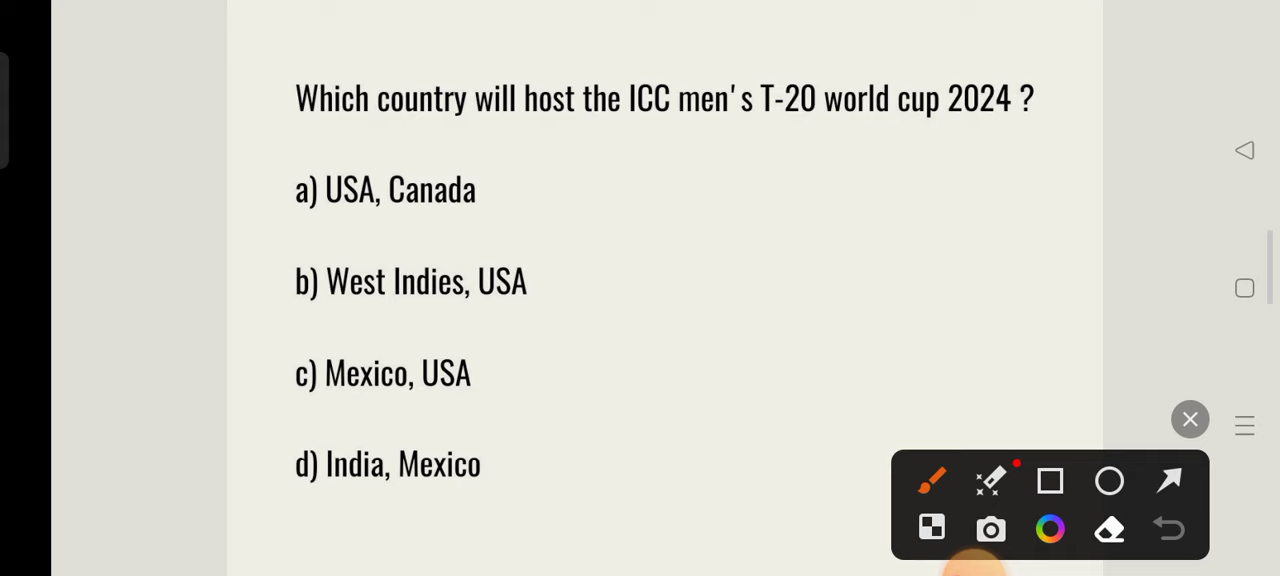 Which country will host the ICC men's T-20 world cup 2024 ?
a) USA, Canada
b) West Indies, USA
c) Mexico, USA
d) India, Mexico